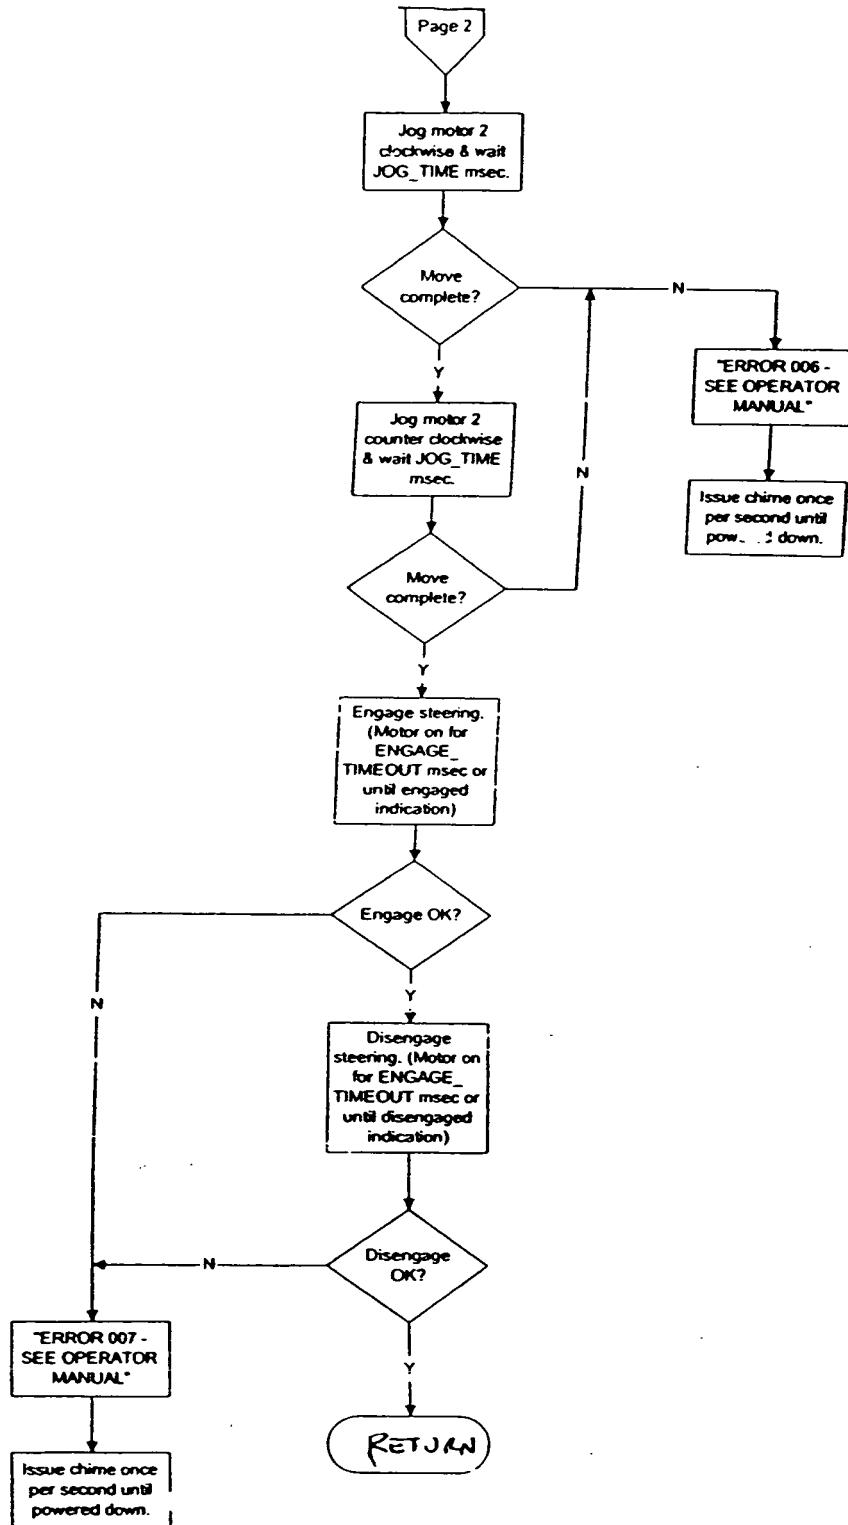 Page 2
Jog motor 2
clockwise & wait
JOG_TIME msec.
Move
complete?
N
Y
"ERROR 006 -
SEE OPERATOR
MANUAL"
Jog motor 2
counter clockwise
& wait JOG_TIME
msec.
N
Issue chime once
per second until
down.
Move
complete?
Y
Engage steering.
(Motor on for
ENGAGE_
TIMEOUT msec or
until engaged
indication)
Engage OK?
N
Y
Disengage
steering. (Motor on
for ENGAGE_
TIMEOUT msec or
until disengaged
indication)
Disengage
OK?
N
Y
"ERROR 007 -
SEE OPERATOR
MANUAL"
RETURN
Issue chime once
per second until
powered down.